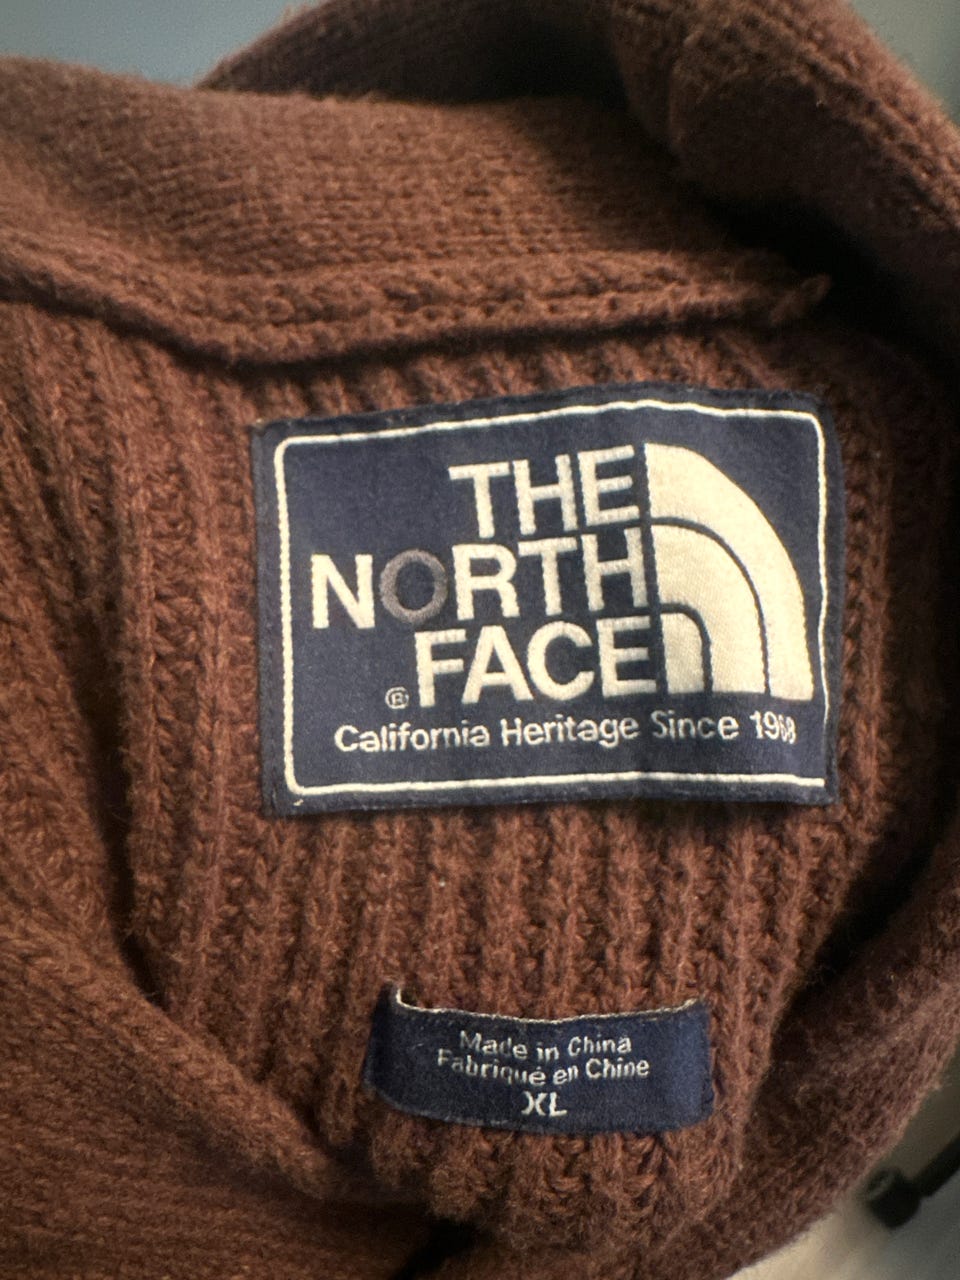 THE
NORTH
FACE
®
California Heritage Since 1968
Made in China
Fabriqué en Chine
XL